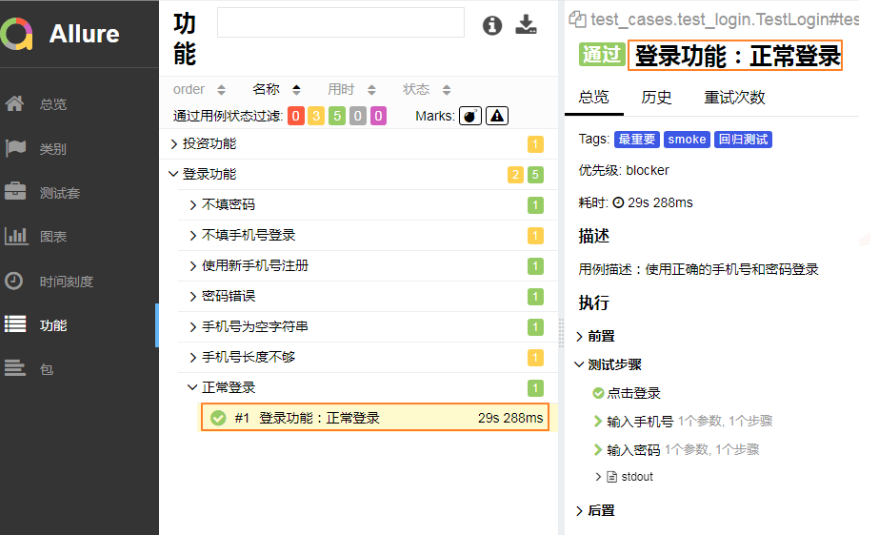 Allure
总览
类别
测试套
图表
时间刻度
功能
包
功
能
order 名称 用时 状态
通过用例状态过滤: 0 3 5 0 0 Marks:
投资功能 1
登录功能 2 5
不填密码 1
不填手机号登录 1
使用新手机号注册 1
密码错误 1
手机号为空字符串 1
手机号长度不够 1
正常登录 1
#1 登录功能：正常登录 29s 288ms
test_cases.test_login.TestLogin#tes
通过 登录功能：正常登录
总览 历史 重试次数
Tags: 最重要 smoke 回归测试
优先级: blocker
耗时: 29s 288ms
描述
用例描述：使用正确的手机号和密码登录
执行
前置
测试步骤
点击登录
输入手机号 1个参数, 1个步骤
输入密码 1个参数, 1个步骤
stdout
后置